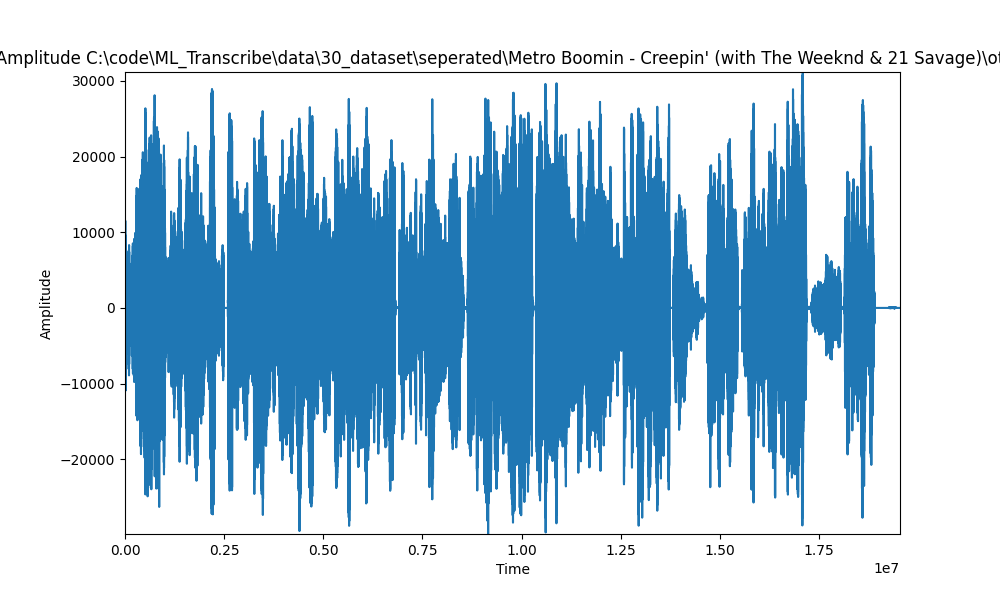 Amplitude C:\code\ML_Transcribe\data\30_dataset\seperated\Metro Boomin - Creepin' (with The Weeknd & 21 Savage)\ot
30000
20000
10000
0
−10000
−20000
Amplitude
0.00 0.25 0.50 0.75 1.00 1.25 1.50 1.75
1e7
Time